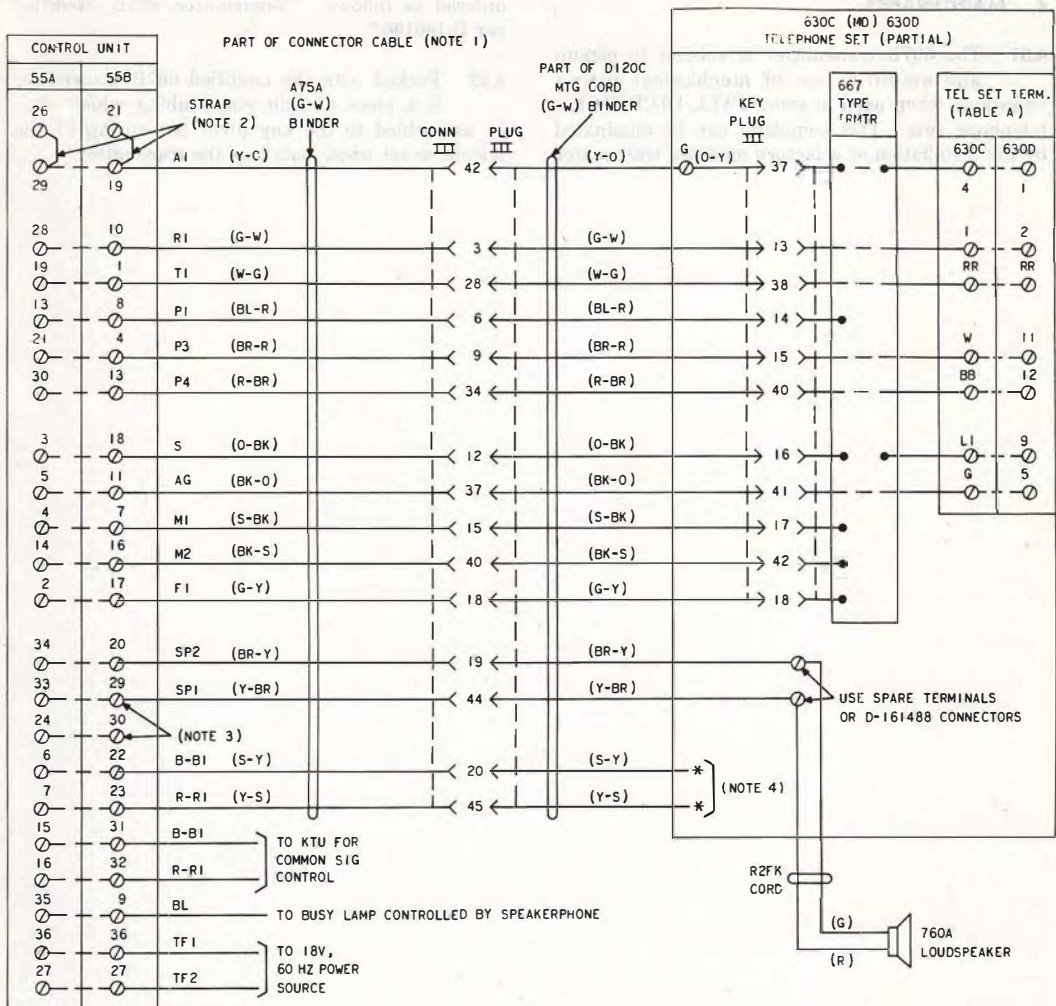 630C (MD) 630D
TELEPHONE SET (PARTIAL)
CONTROL UNIT
PART OF CONNECTOR CABLE (NOTE 1)
55A 55B
A75A
(G-W)
BINDER
STRAP
(NOTE 2)
CONN PLUG
III III
PART OF D120C
MTG CORD
(G-W) BINDER
KEY
PLUG
III
667
TYPE
TRMTR
TEL SET TERM.
(TABLE A)
630C 630D
26 21
29 19 A1 (Y-C) 42 (Y-O) G (O-Y) 37 4 1
28 10 R1 (G-W) 3 (G-W) 13 1 2
19 1 T1 (W-G) 28 (W-G) 38 RR RR
13 8 P1 (BL-R) 6 (BL-R) 14
21 4 P3 (BR-R) 9 (BR-R) 15 W 11
30 13 P4 (R-BR) 34 (R-BR) 40 BB 12
3 18 S (O-BK) 12 (O-BK) 16 L1 9
5 11 AG (BK-O) 37 (BK-O) 41 G 5
4 7 M1 (S-BK) 15 (S-BK) 17
14 16 M2 (BK-S) 40 (BK-S) 42
2 17 F1 (G-Y) 18 (G-Y) 18
34 20 SP2 (BR-Y) 19 (BR-Y)
33 29 SP1 (Y-BR) 44 (Y-BR)
USE SPARE TERMINALS
OR D-161488 CONNECTORS
24 30 (NOTE 3)
6 22 B-B1 (S-Y) 20 (S-Y) *
7 23 R-R1 (Y-S) 45 (Y-S) *
(NOTE 4)
15 31 B-B1
16 32 R-R1
TO KTU FOR
COMMON SIG
CONTROL
35 9 BL TO BUSY LAMP CONTROLLED BY SPEAKERPHONE
36 36 TF1
27 27 TF2
TO 18V,
60 HZ POWER
SOURCE
R2FK
CORD
(G)
(R)
760A
LOUDSPEAKER